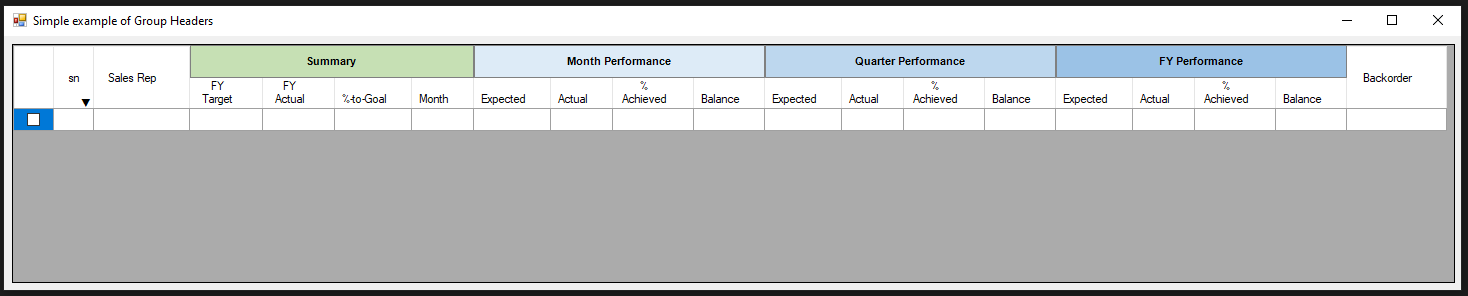 Simple example of Group Headers
Summary Month Performance Quarter Performance FY Performance
sn Sales Rep Backorder
FY FY % % %
Target Actual %-to-Goal Month Expected Actual Achieved Balance Expected Actual Achieved Balance Expected Actual Achieved Balance